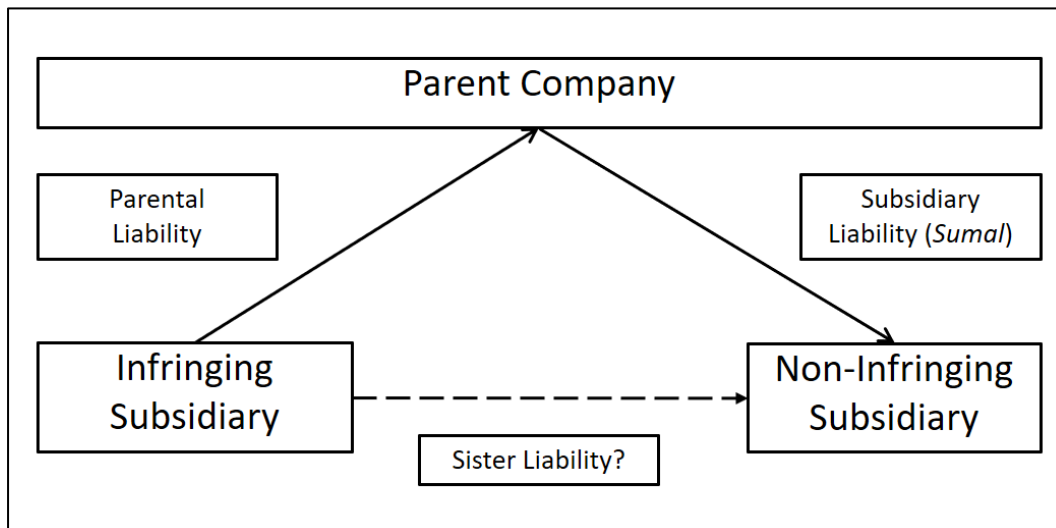 Parent Company
Parental
Liability
Subsidiary
Liability (Sumal)
Infringing
Subsidiary
Non-Infringing
Subsidiary
Sister Liability?